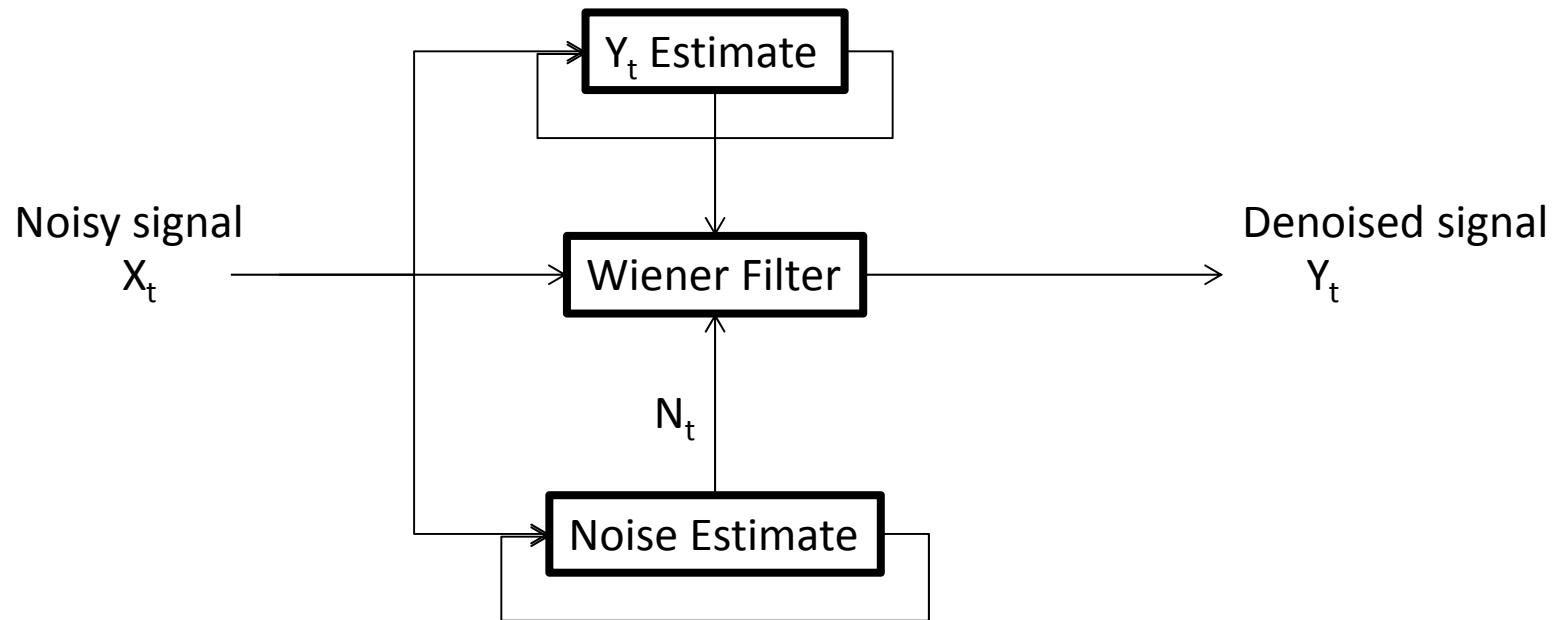 Yt Estimate
Noisy signal
Xt
Wiener Filter
Denoised signal
Yt
Nt
Noise Estimate